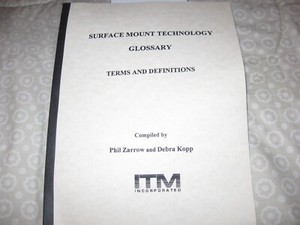 SURFACE MOUNT TECHNOLOGY
GLOSSARY
TERMS AND DEFINITIONS
Compiled by
Phil Zarrow and Debra Kopp
ITM
INCORPORATED